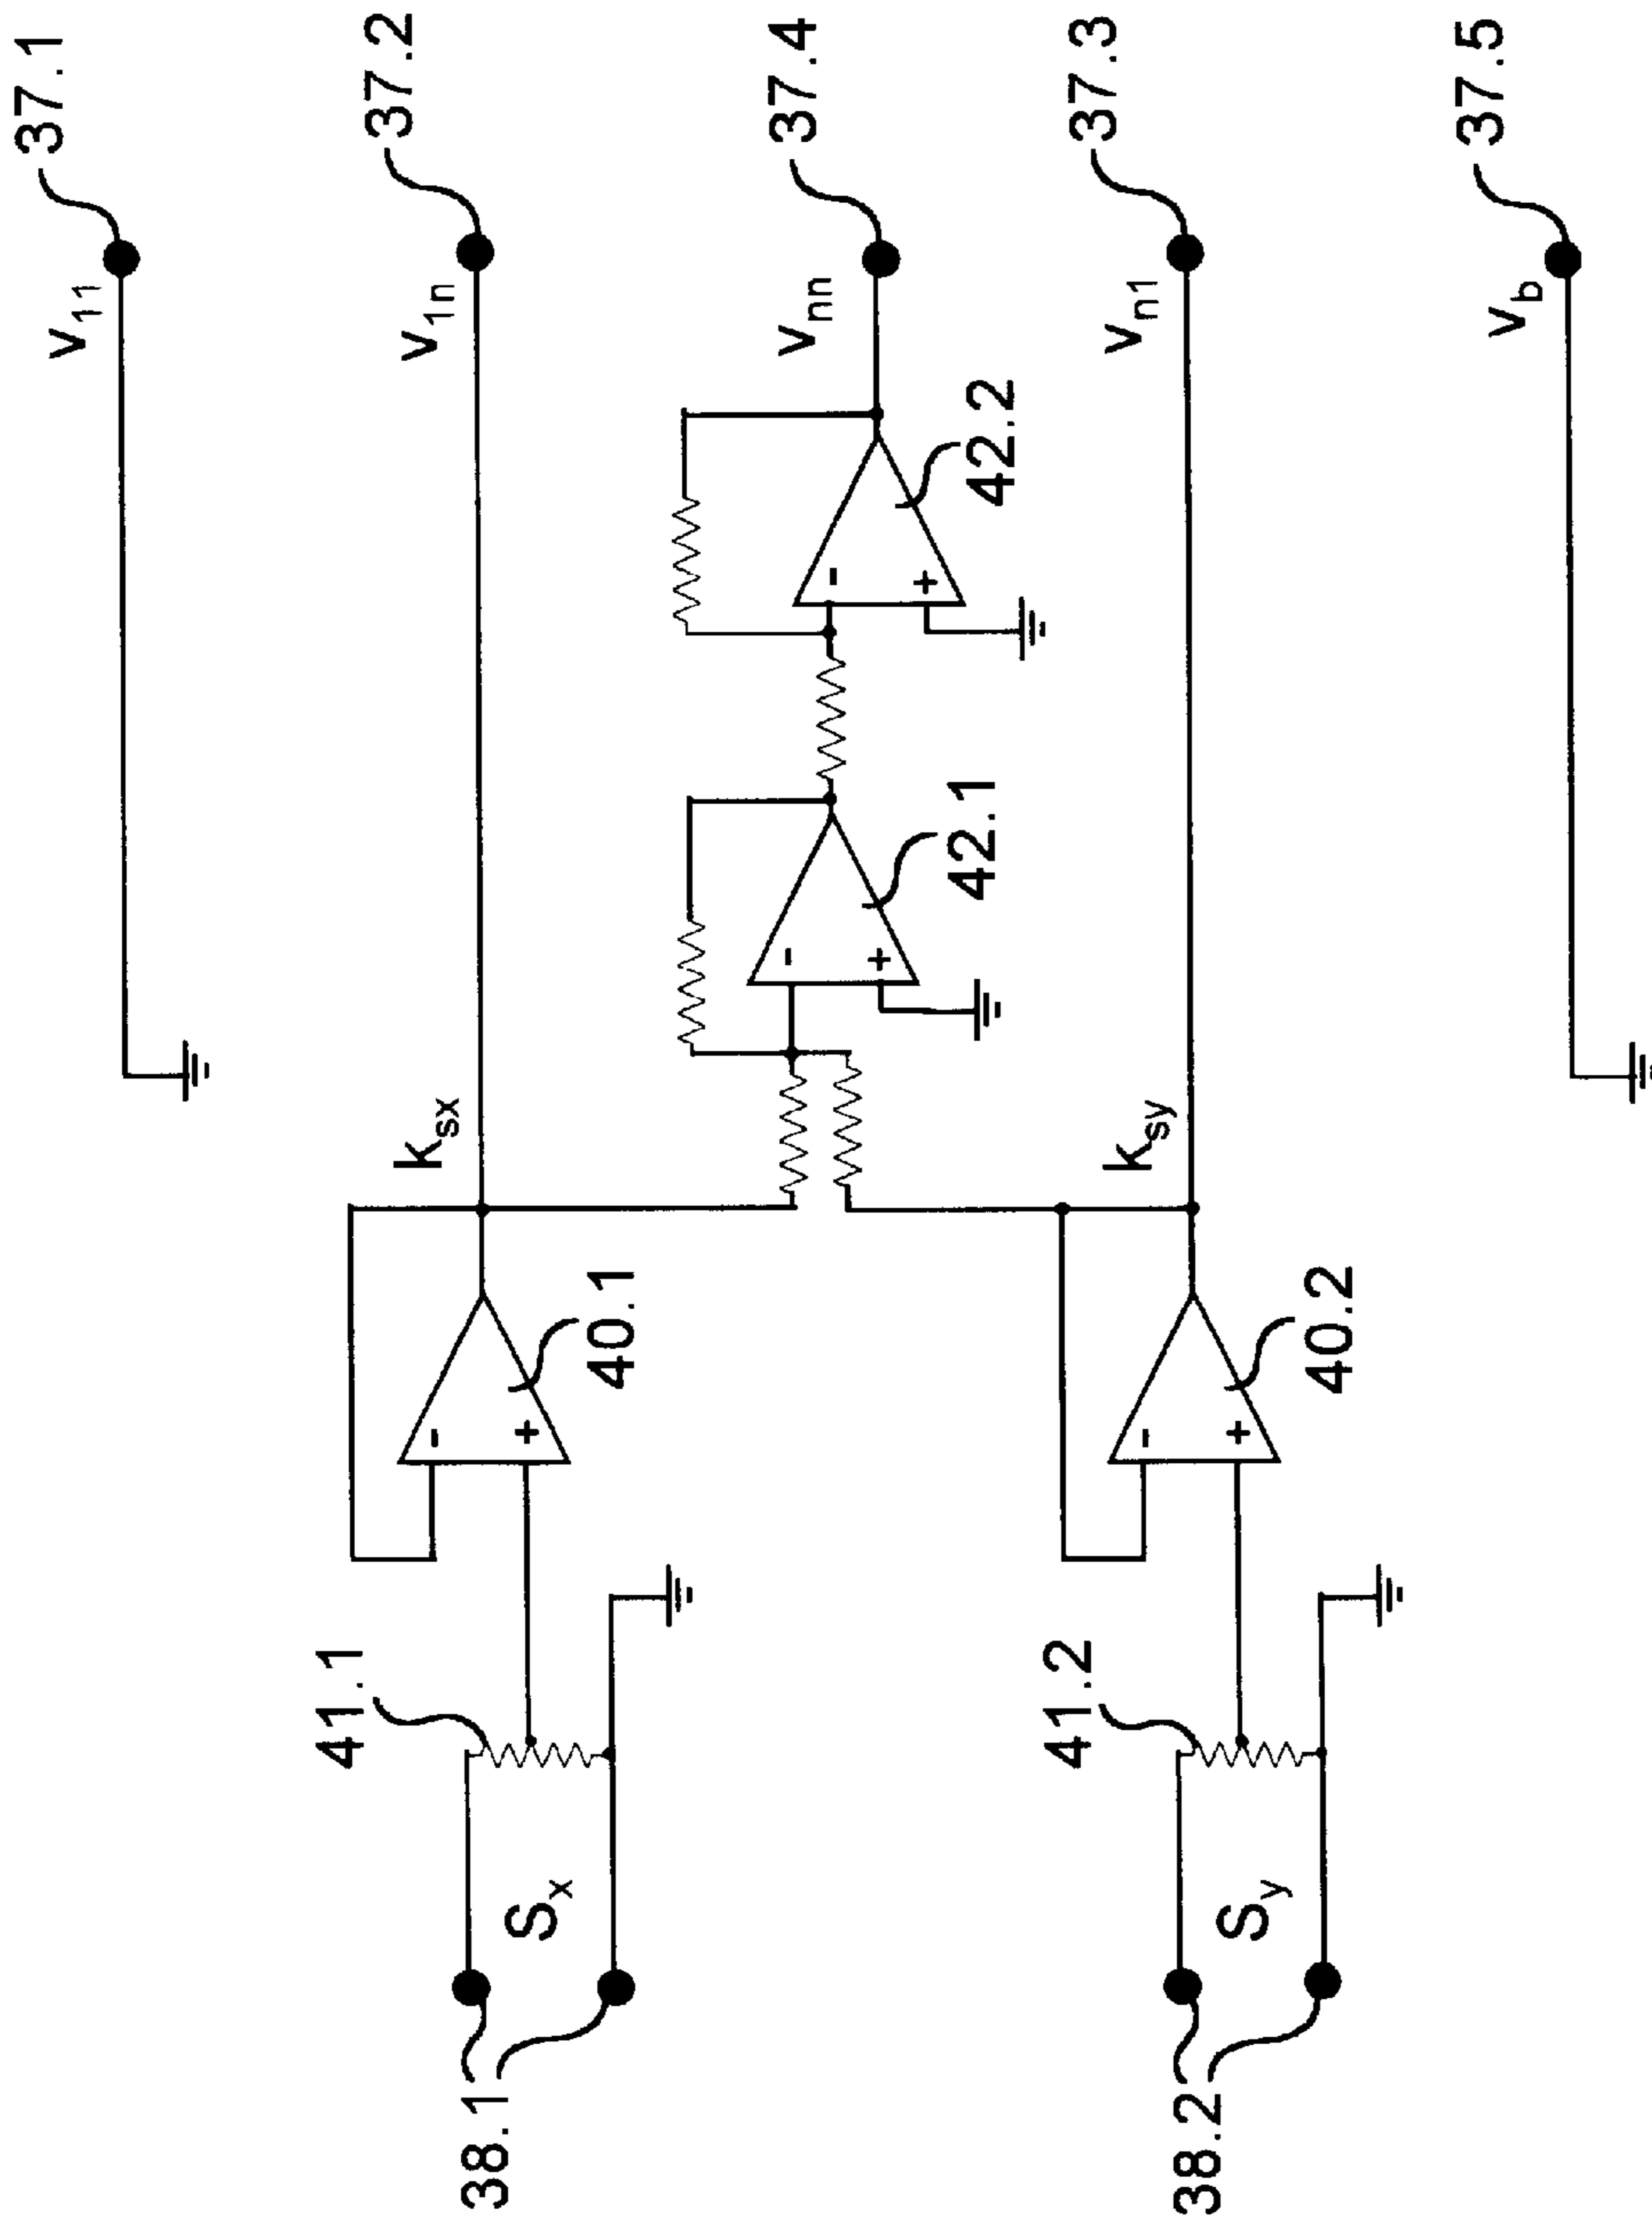 37.1
v11
37.2
v1n
ksx
40.1
-
+
41.1
Sx
38.1
37.4
vnn
42.2
-
+
42.1
-
+
37.3
vn1
ksy
40.2
-
+
41.2
Sy
38.2
37.5
vb